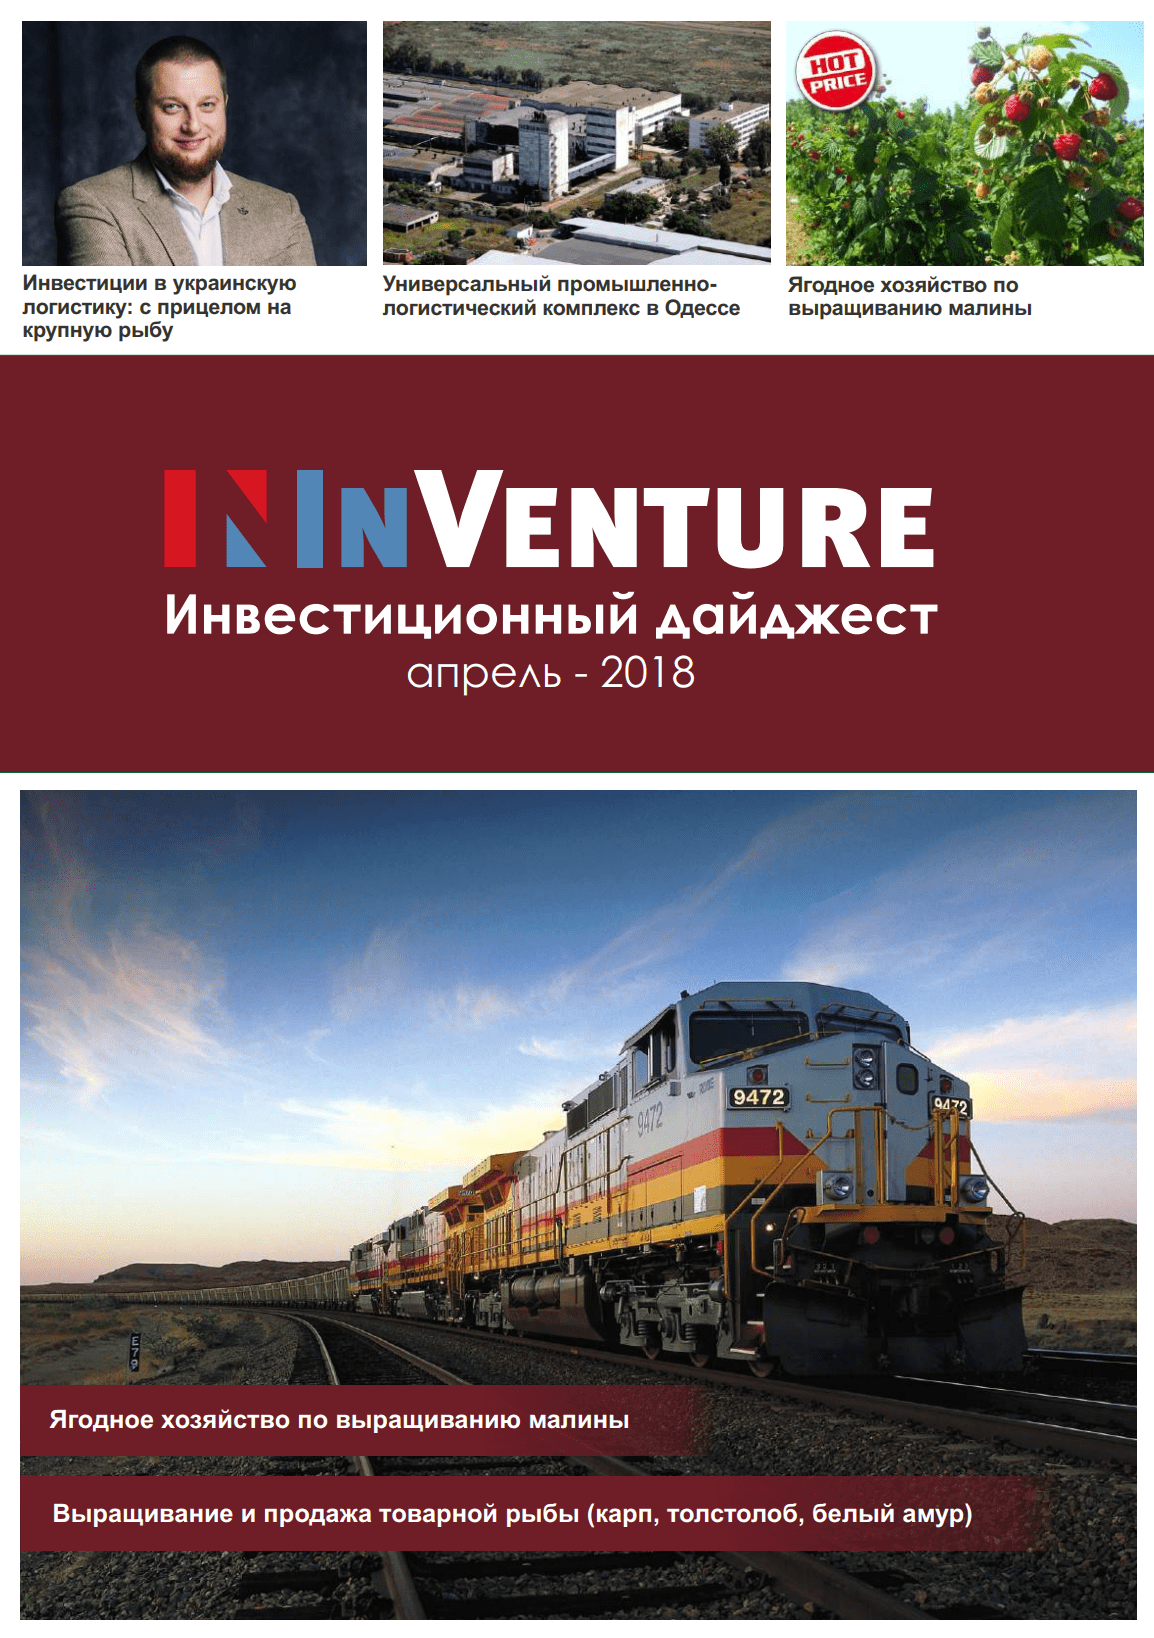 HOT
PRICE
Инвестиции в украинскую
логистику: с прицелом на
крупную рыбу
Универсальный промышленно-
логистический комплекс в Одессе
Ягодное хозяйство по
выращиванию малины
INVENTURE
Инвестиционный дайджест
апрель - 2018
9472
9472
9472
E79
Ягодное хозяйство по выращиванию малины
Выращивание и продажа товарной рыбы (карп, толстолоб, белый амур)